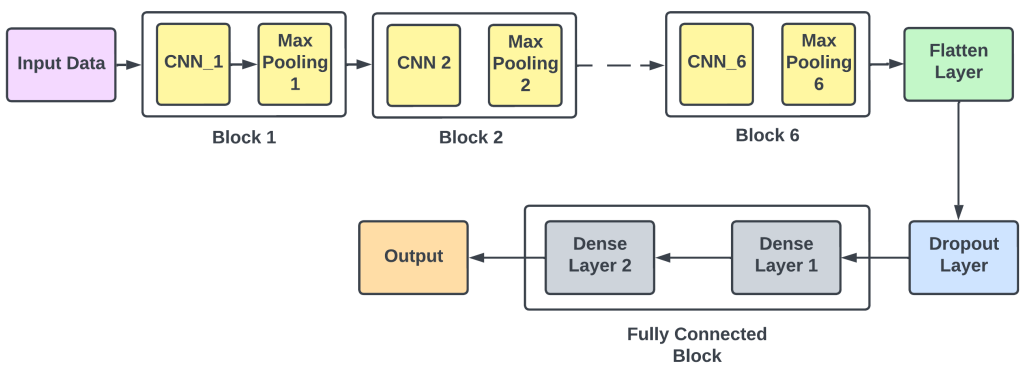 Input Data
CNN_1
Max
Pooling
1
Block 1
CNN 2
Max
Pooling
2
Block 2
CNN_6
Max
Pooling
6
Block 6
Flatten
Layer
Dropout
Layer
Dense
Layer 1
Dense
Layer 2
Fully Connected
Block
Output